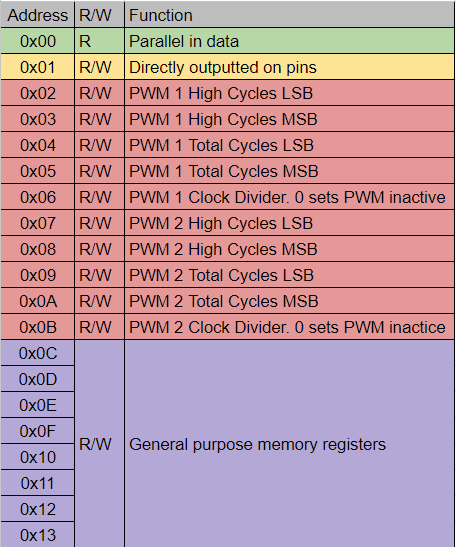 Address R/W Function
0x00 R Parallel in data
0x01 R/W Directly outputted on pins
0x02 R/W PWM 1 High Cycles LSB
0x03 R/W PWM 1 High Cycles MSB
0x04 R/W PWM 1 Total Cycles LSB
0x05 R/W PWM 1 Total Cycles MSB
0x06 R/W PWM 1 Clock Divider. 0 sets PWM inactive
0x07 R/W PWM 2 High Cycles LSB
0x08 R/W PWM 2 High Cycles MSB
0x09 R/W PWM 2 Total Cycles LSB
0x0A R/W PWM 2 Total Cycles MSB
0x0B R/W PWM 2 Clock Divider. 0 sets PWM inactice
0x0C
0x0D
0x0E
0x0F
R/W General purpose memory registers
0x10
0x11
0x12
0x13